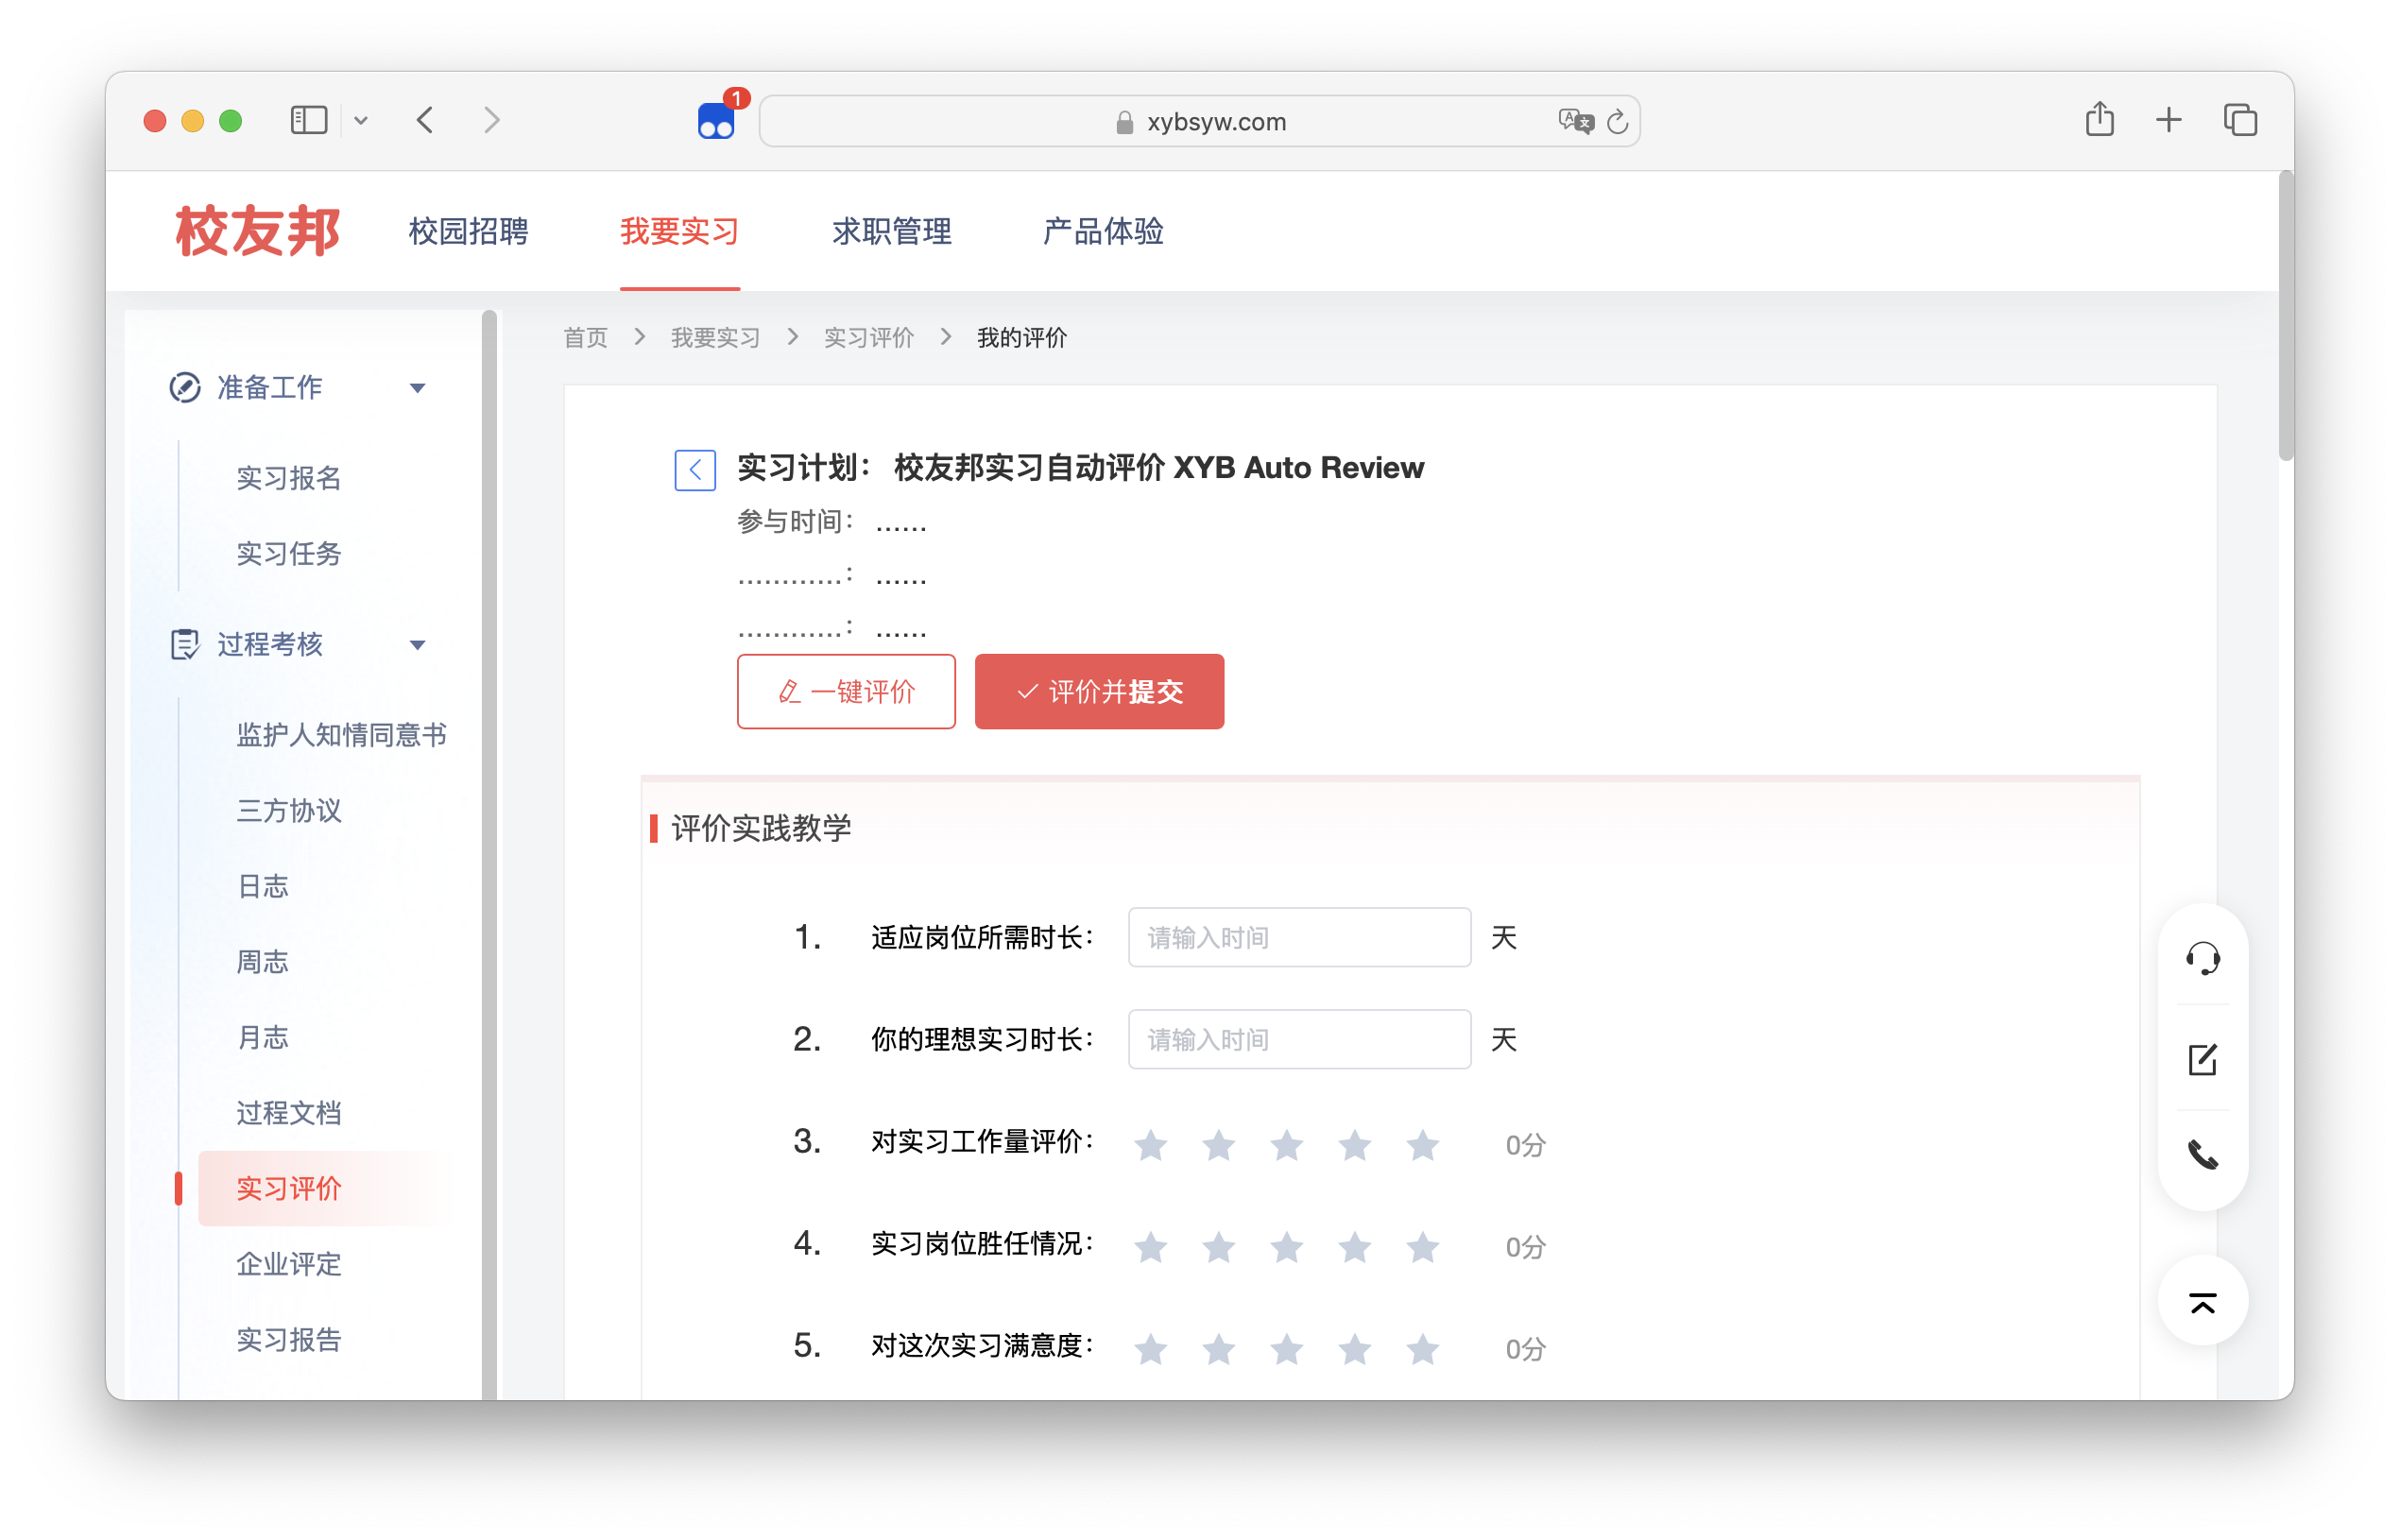 1
xybsyw.com
校友邦 校园招聘 我要实习 求职管理 产品体验
首页 > 我要实习 > 实习评价 > 我的评价
准备工作
实习报名
实习任务
过程考核
监护人知情同意书
三方协议
日志
周志
月志
过程文档
实习评价
企业评定
实习报告
实习计划： 校友邦实习自动评价 XYB Auto Review
参与时间： ......
............： ......
............： ......
一键评价 评价并提交
评价实践教学
1. 适应岗位所需时长： 请输入时间 天
2. 你的理想实习时长： 请输入时间 天
3. 对实习工作量评价： 0分
4. 实习岗位胜任情况： 0分
5. 对这次实习满意度： 0分